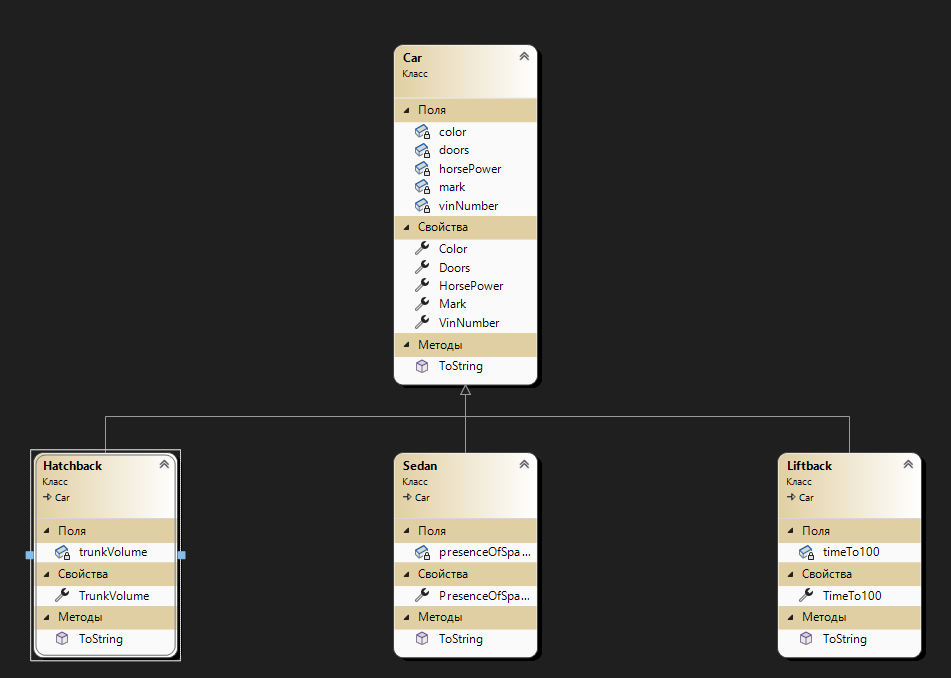 Car
Класс
Поля
color
doors
horsePower
mark
vinNumber
Свойства
Color
Doors
HorsePower
Mark
VinNumber
Методы
ToString
Hatchback
Класс
Car
Поля
trunkVolume
Свойства
TrunkVolume
Методы
ToString
Sedan
Класс
Car
Поля
presenceOfSpa...
Свойства
PresenceOfSpa...
Методы
ToString
Liftback
Класс
Car
Поля
timeTo100
Свойства
TimeTo100
Методы
ToString